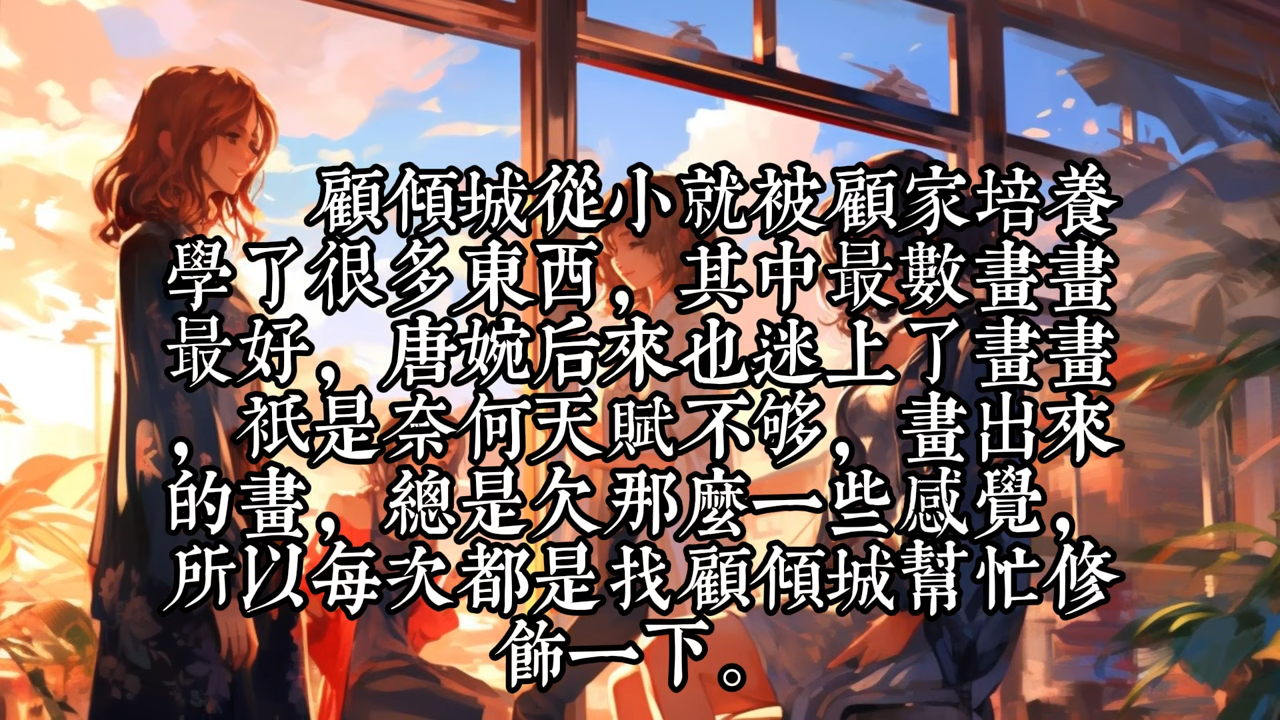 顧傾城從小就被顧家培養
學了很多東西，其中最數畫畫
最好，唐婉后來也迷上了畫畫
，祇是奈何天賦不够，畫出來
的畫，總是欠那麽一些感覺，
所以每次都是找顧傾城幫忙修
飾一下。